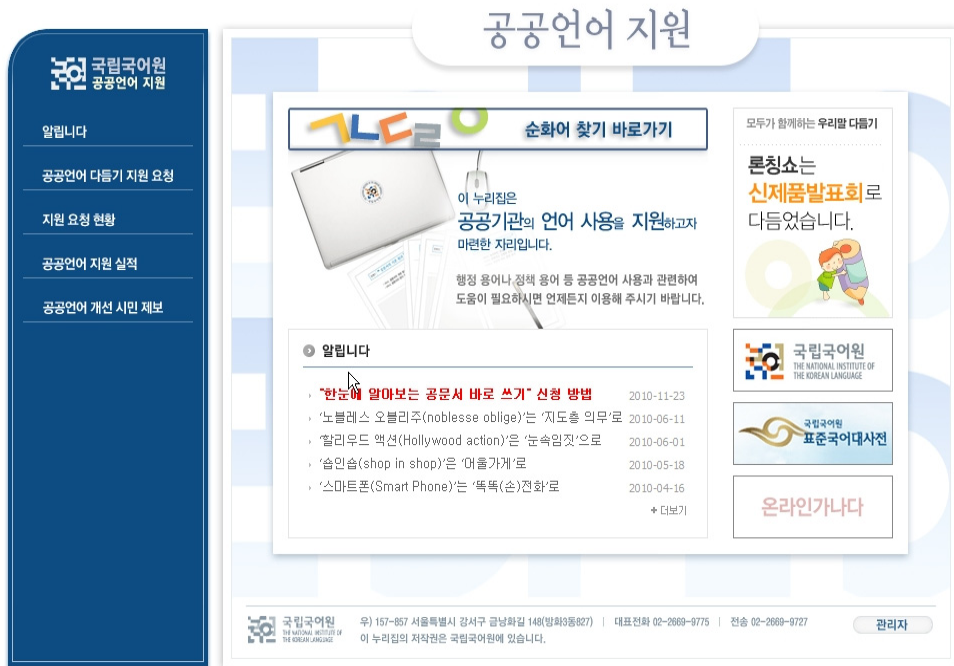 공공언어 지원
국립국어원
공공언어 지원
알립니다
공공언어 다듬기 지원 요청
지원 요청 현황
공공언어 지원 실적
공공언어 개선 시민 제보
ㄱㄴㄷㄹㅇ
순화어 찾기 바로가기
이 누리집은
공공기관의 언어 사용을 지원하고자
마련한 자리입니다.
행정 용어나 정책 용어 등 공공언어 사용과 관련하여
도움이 필요하시면 언제든지 이용해 주시기 바랍니다.
알립니다
"한눈에 알아보는 공문서 바로 쓰기" 신청 방법 2010-11-23
'노블레스 오블리주(noblesse oblige)'는 '지도층 의무'로 2010-06-11
'할리우드 액션(Hollywood action)'은 '눈속임짓'으로 2010-06-01
'숍인숍(shop in shop)'은 '어울가게'로 2010-05-18
'스마트폰(Smart Phone)'는 '똑똑(손)전화'로 2010-04-16
+ 더보기
모두가 함께하는 우리말 다듬기
론칭쇼는
신제품발표회로
다듬었습니다.
국립국어원
THE NATIONAL INSTITUTE OF
THE KOREAN LANGUAGE
국립국어원
표준국어대사전
온라인가나다
국립국어원
THE NATIONAL INSTITUTE OF
THE KOREAN LANGUAGE
우) 157-857 서울특별시 강서구 금낭화길 148(방화3동827) | 대표전화 02-2669-9775 | 전송 02-2669-9727
이 누리집의 저작권은 국립국어원에 있습니다.
관리자